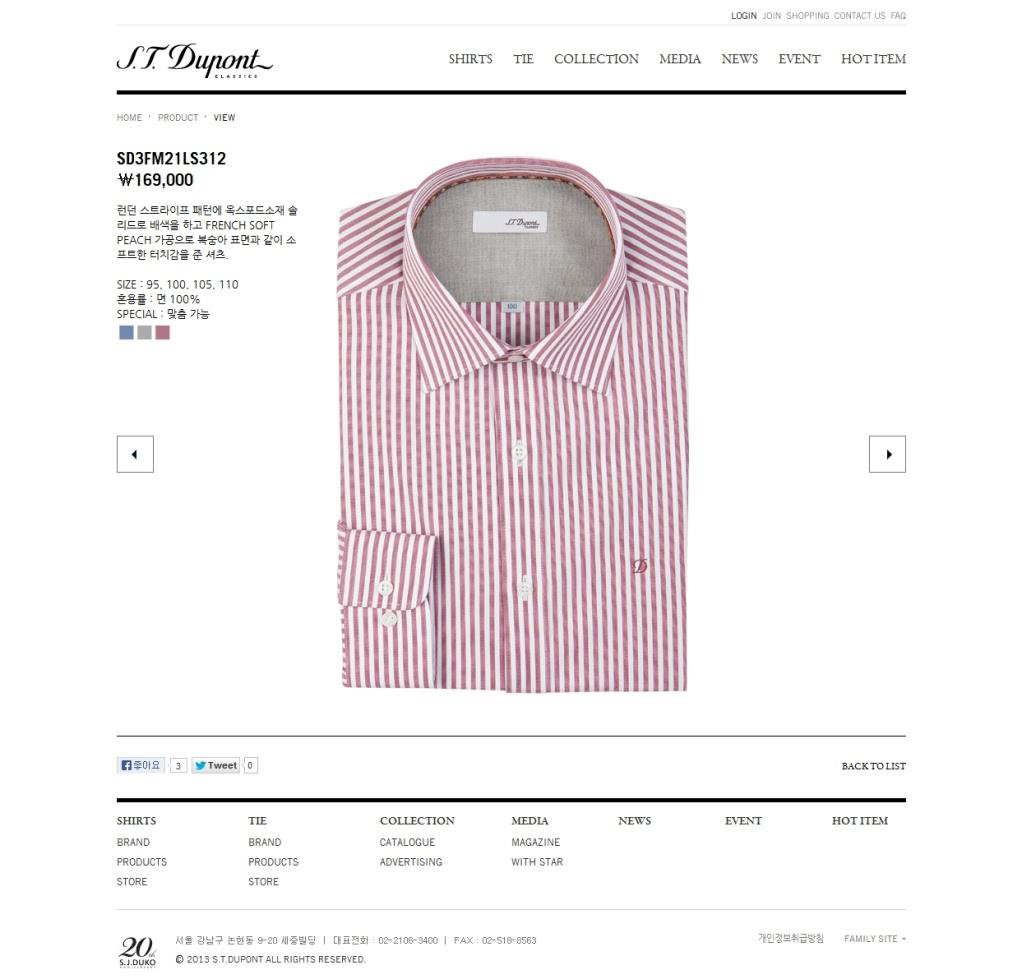 LOGIN JOIN SHOPPING CONTACT US FAQ
S.T. Dupont
CLASSICS
SHIRTS TIE COLLECTION MEDIA NEWS EVENT HOT ITEM
HOME · PRODUCT · VIEW
SD3FM21LS312
₩169,000
런던 스트라이프 패턴에 옥스포드소재 솔
리드로 배색을 하고 FRENCH SOFT
PEACH 가공으로 복숭아 표면과 같이 소
프트한 터치감을 준 셔츠.
SIZE : 95, 100, 105, 110
혼용률 : 면 100%
SPECIAL : 맞춤 가능
S.T. Dupont
CLASSICS
100
D
좋아요 3 Tweet 0
BACK TO LIST
SHIRTS TIE COLLECTION MEDIA NEWS EVENT HOT ITEM
BRAND BRAND CATALOGUE MAGAZINE
PRODUCTS PRODUCTS ADVERTISING WITH STAR
STORE STORE
20th
S.J.DUKO
ANNIVERSARY
서울 강남구 논현동 9-20 세중빌딩 | 대표전화 : 02-2106-3400 | FAX : 02-518-8563
© 2013 S.T.DUPONT ALL RIGHTS RESERVED.
개인정보취급방침 FAMILY SITE